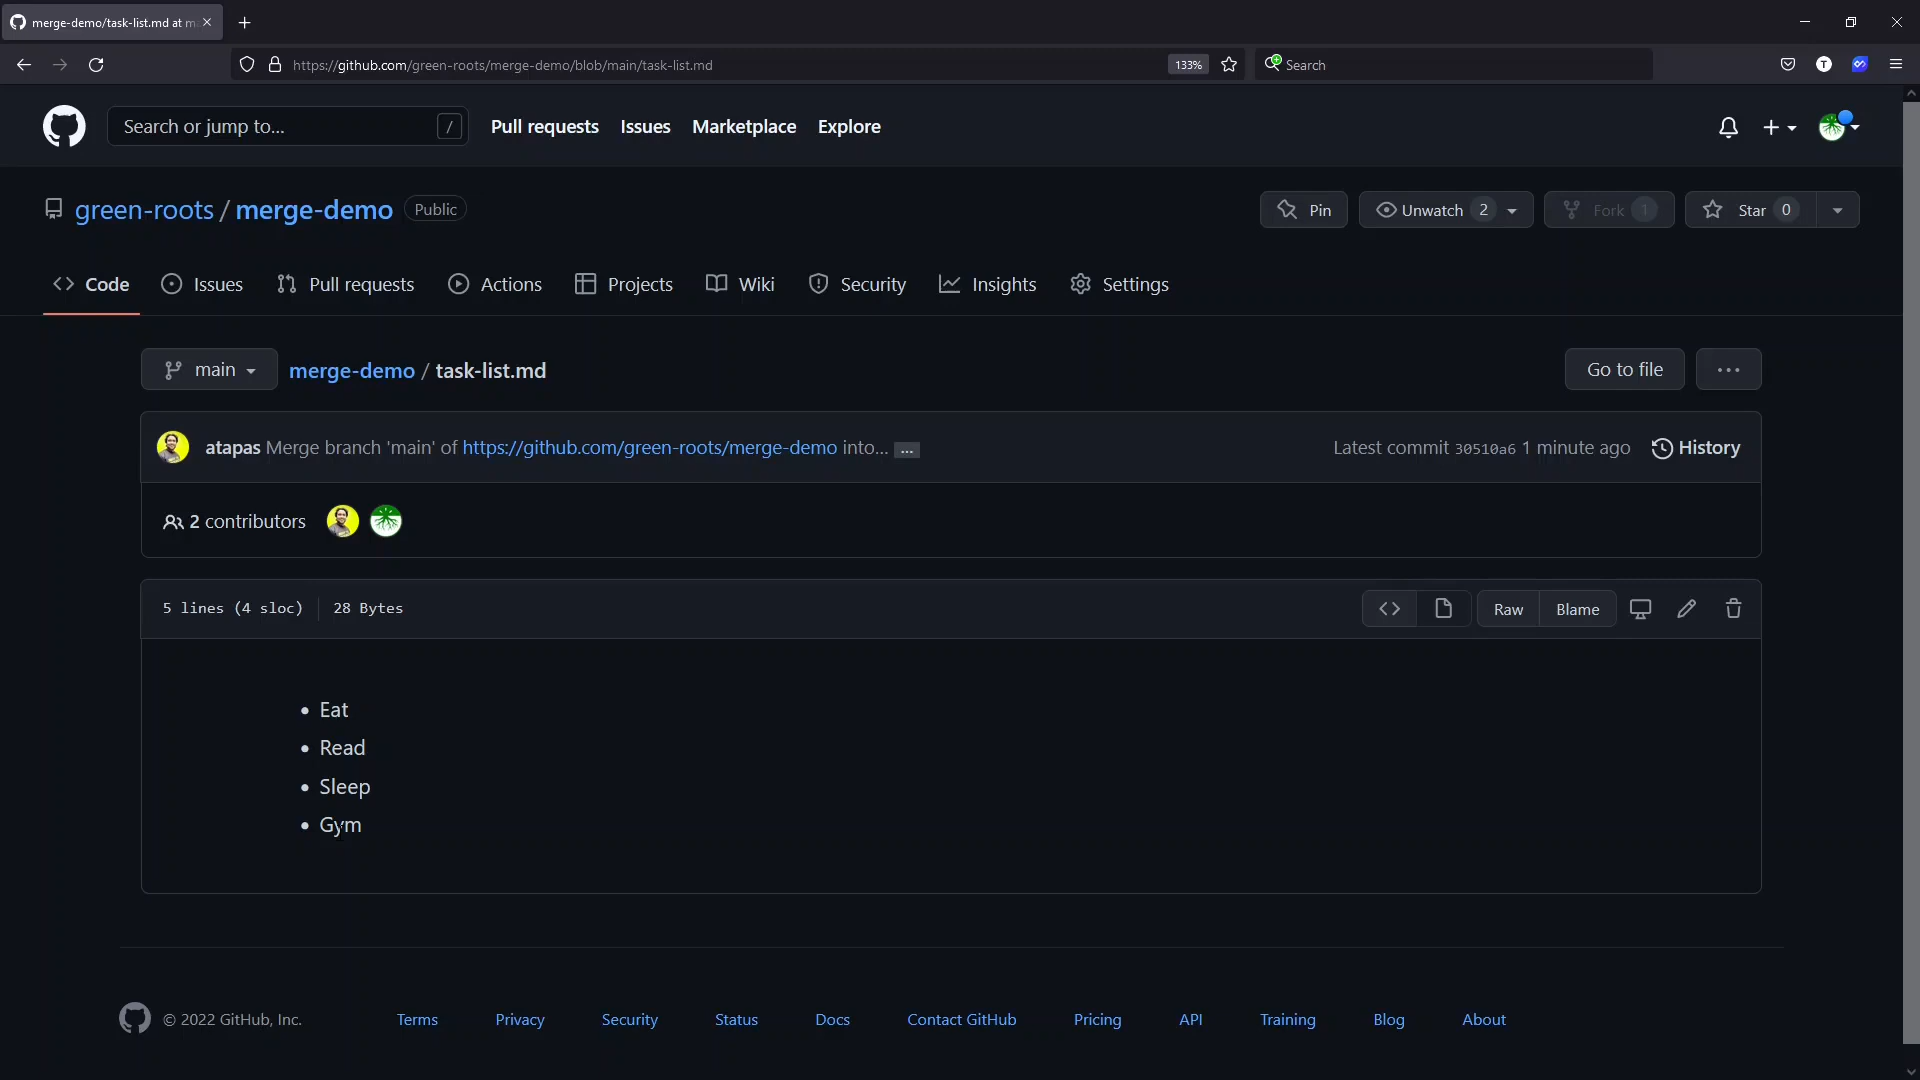 merge-demo/task-list.md at m
https://github.com/green-roots/merge-demo/blob/main/task-list.md
133%
Search
T
Search or jump to...
/
Pull requests
Issues
Marketplace
Explore
green-roots / merge-demo
Public
Pin
Unwatch 2
Fork 1
Star 0
Code
Issues
Pull requests
Actions
Projects
Wiki
Security
Insights
Settings
main
merge-demo / task-list.md
Go to file
...
atapas Merge branch 'main' of https://github.com/green-roots/merge-demo into... ...
Latest commit 30510a6 1 minute ago
History
2 contributors
5 lines (4 sloc)
28 Bytes
Raw
Blame
• Eat
• Read
• Sleep
• Gym
© 2022 GitHub, Inc.
Terms
Privacy
Security
Status
Docs
Contact GitHub
Pricing
API
Training
Blog
About